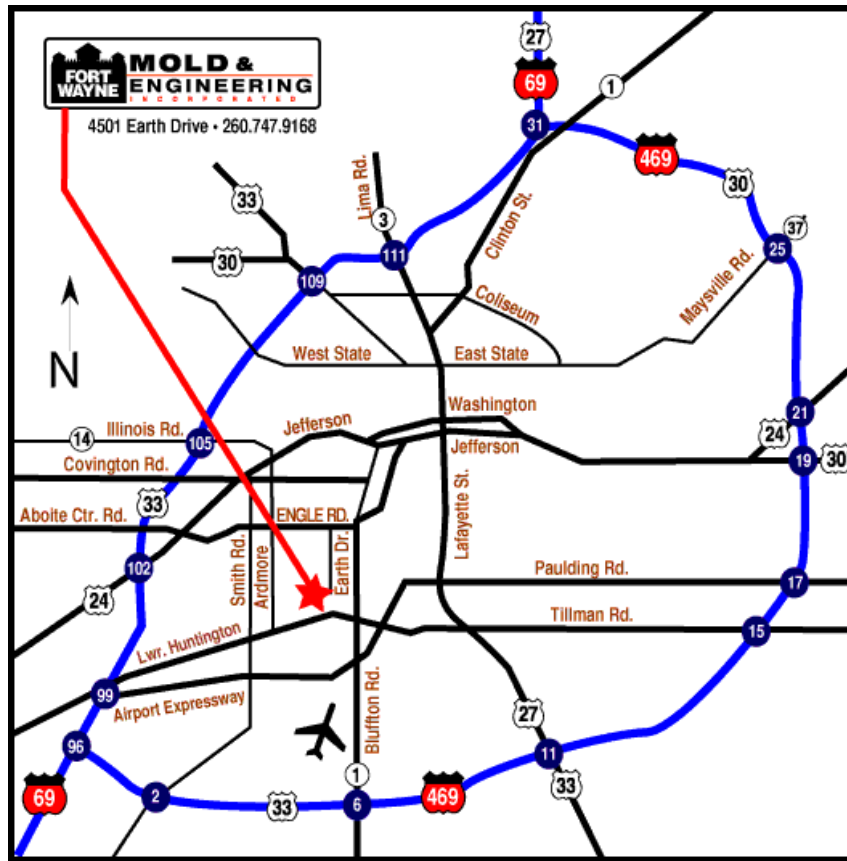 FORT
WAYNE
MOLD &
ENGINEERING
INCORPORATED
4501 Earth Drive • 260.747.9168
27
69
1
31
469
30
Lima Rd.
33
3
Clinton St.
37
25
30
111
109
Maysville Rd.
Coliseum
N
West State
East State
Washington
21
14
Illinois Rd.
105
Jefferson
Jefferson
24
19
30
Covington Rd.
33
Aboite Ctr. Rd.
ENGLE RD.
Lafayette St.
102
Smith Rd.
Ardmore
Earth Dr.
Paulding Rd.
17
24
Tillman Rd.
15
Lwr. Huntington
99
Airport Expressway
Bluffton Rd.
27
96
11
1
69
2
33
6
469
33